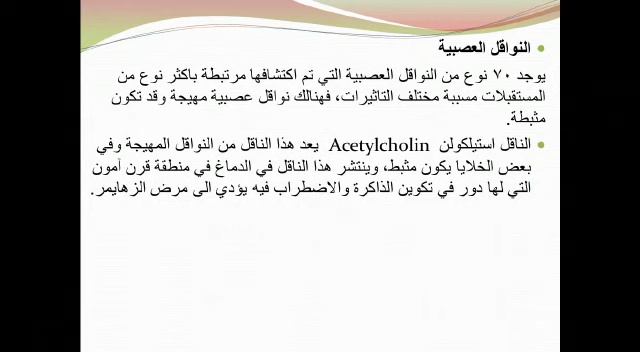 • النواقل العصبية
يوجد ٧٠ نوع من النواقل العصبية التي تم اكتشافها مرتبطة باكثر نوع من
المستقبلات مسببة مختلف التاثيرات، فهنالك نواقل عصبية مهيجة وقد تكون
مثبطة.
• الناقل استيلكولن Acetylcholin يعد هذا الناقل من النواقل المهيجة وفي
بعض الخلايا يكون مثبط، وينتشر هذا الناقل في الدماغ في منطقة قرن آمون
التي لها دور في تكوين الذاكرة والاضطراب فيه يؤدي الى مرض الزهايمر.